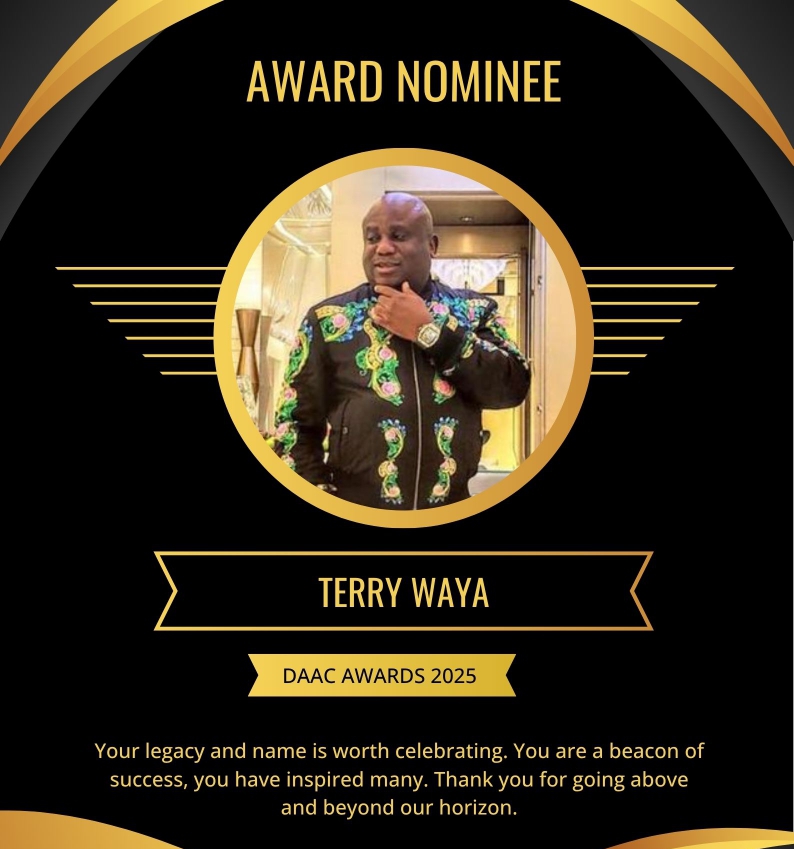 AWARD NOMINEE
TERRY WAYA
DAAC AWARDS 2025
Your legacy and name is worth celebrating. You are a beacon of
success, you have inspired many. Thank you for going above
and beyond our horizon.